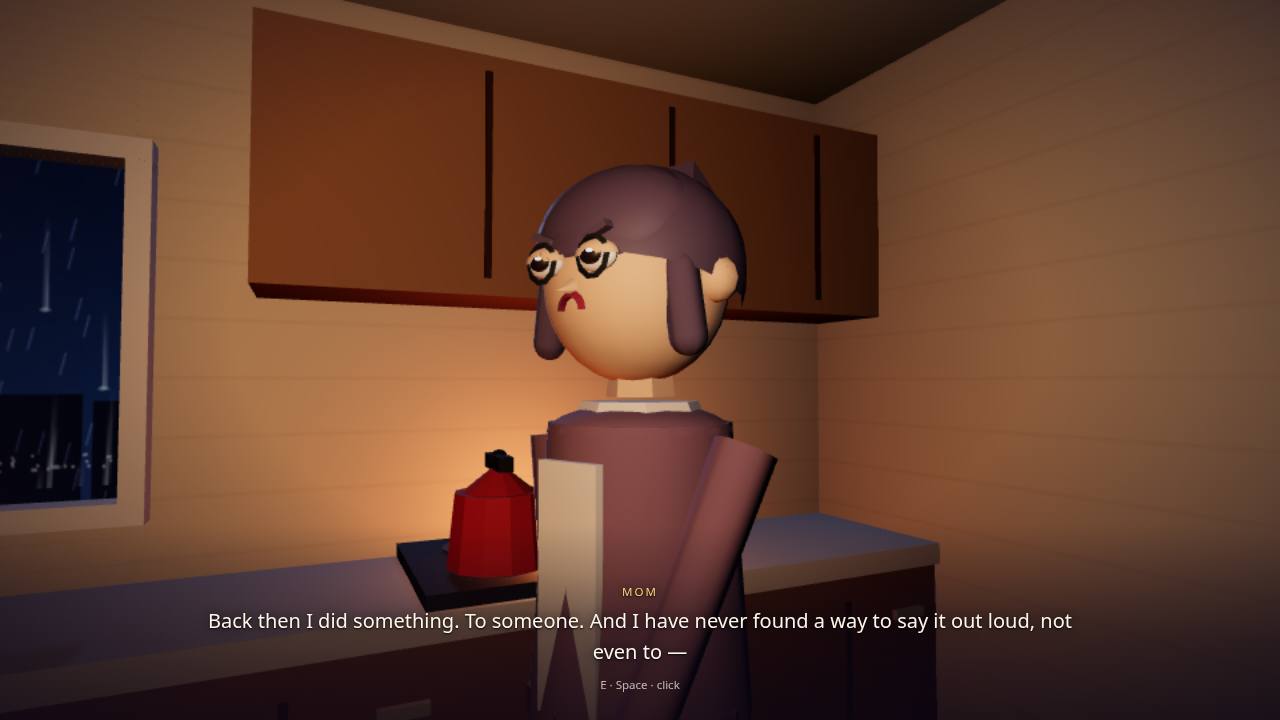 MOM
Back then I did something. To someone. And I have never found a way to say it out loud, not
even to —
E · Space · click